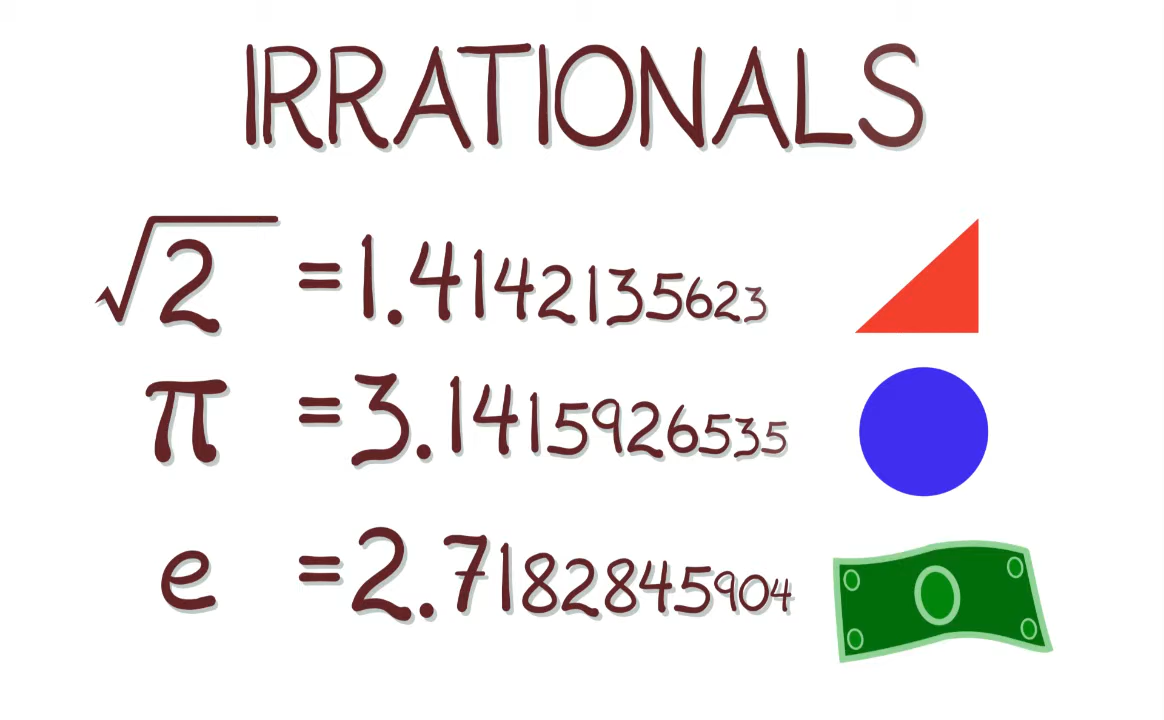 IRRATIONALS
√2 =1.4142135623
π =3.1415926535
e =2.7182845904